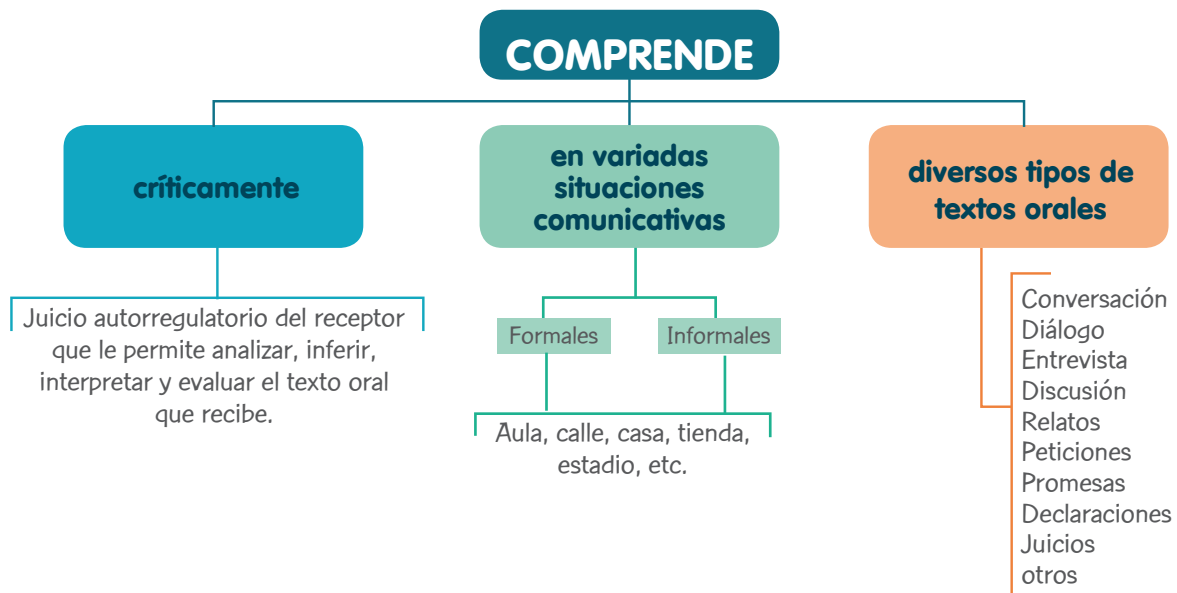 COMPRENDE
críticamente
Juicio autorregulatorio del receptor
que le permite analizar, inferir,
interpretar y evaluar el texto oral
que recibe.
en variadas
situaciones
comunicativas
Formales
Informales
Aula, calle, casa, tienda,
estadio, etc.
diversos tipos de
textos orales
Conversación
Diálogo
Entrevista
Discusión
Relatos
Peticiones
Promesas
Declaraciones
Juicios
otros